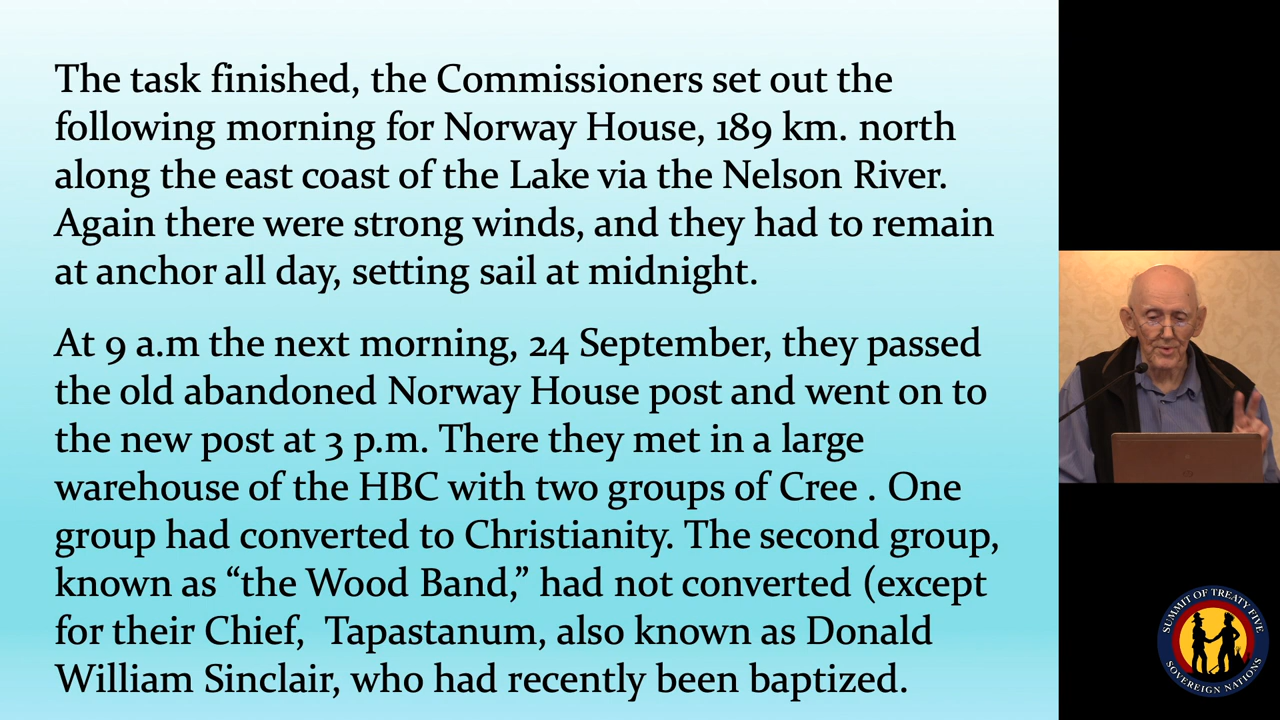 The task finished, the Commissioners set out the
following morning for Norway House, 189 km. north
along the east coast of the Lake via the Nelson River.
Again there were strong winds, and they had to remain
at anchor all day, setting sail at midnight.
At 9 a.m the next morning, 24 September, they passed
the old abandoned Norway House post and went on to
the new post at 3 p.m. There they met in a large
warehouse of the HBC with two groups of Cree . One
group had converted to Christianity. The second group,
known as “the Wood Band,” had not converted (except
for their Chief,  Tapastanum, also known as Donald
William Sinclair, who had recently been baptized.
SUMMIT OF TREATY FIVE
SOVEREIGN NATIONS